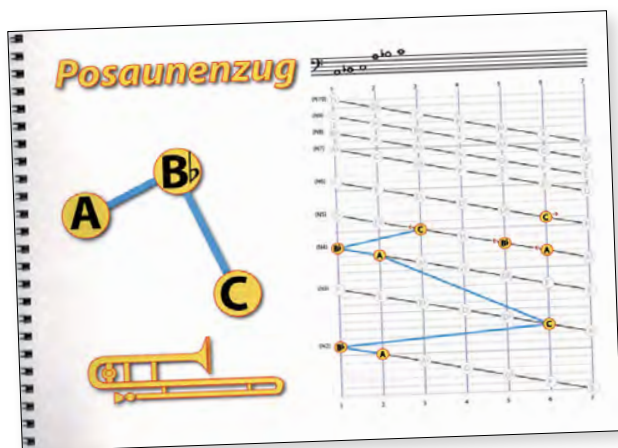 Posaunenzug
A
B♭
C
1 2 3 4 5 6 7
(N10)
(N9)
(N8)
(N7)
(N6)
(N5)
C
C
B♭
A
(N4)
B♭
A
(N3)
C
(N2)
B♭
A
1 2 3 4 5 6 7